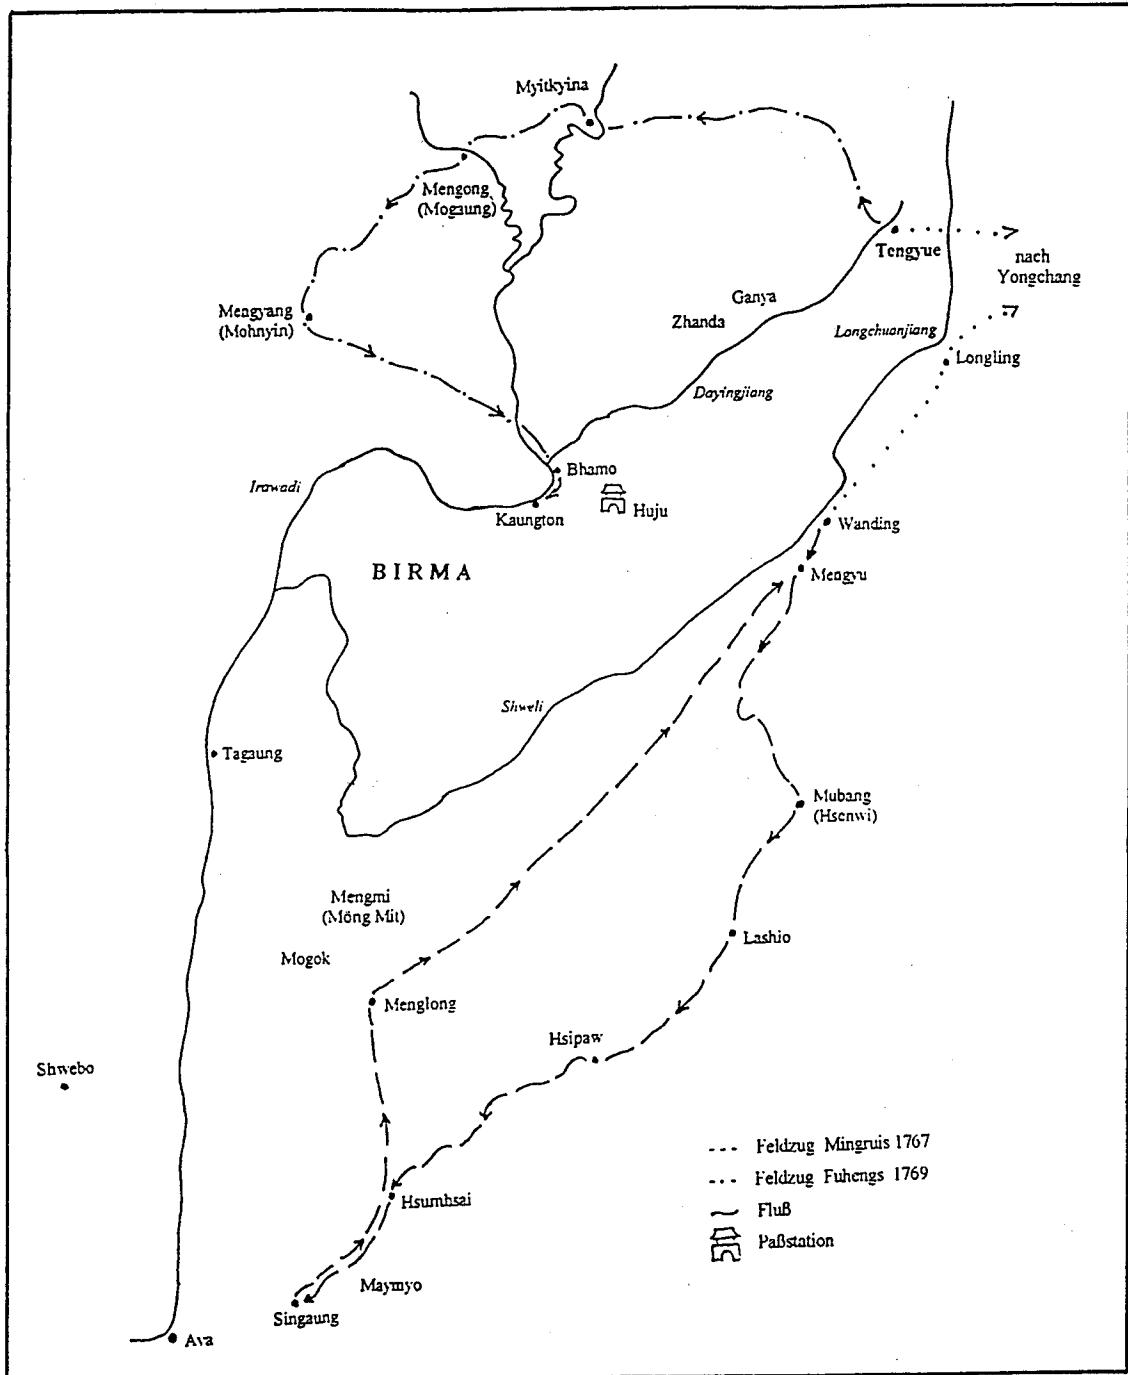 Myitkyina
Mengong
(Mogaung)
Tengyue
nach
Yongchang
Ganya
Zhanda
Mengyang
(Mohnyin)
Longchuanjiang
Longling
Dayingjiang
Bhamo
Irawadi
Kaungton
Huju
Wanding
BIRMA
Mengyu
Shweli
Tagaung
Mubang
(Hsenwi)
Mengmi
(Möng Mit)
Lashio
Mogok
Menglong
Hsipaw
Shwebo
Feldzug Mingruis 1767
Feldzug Fuhengs 1769
Hsumhsai
Fluß
Paßstation
Maymyo
Singaung
Ava